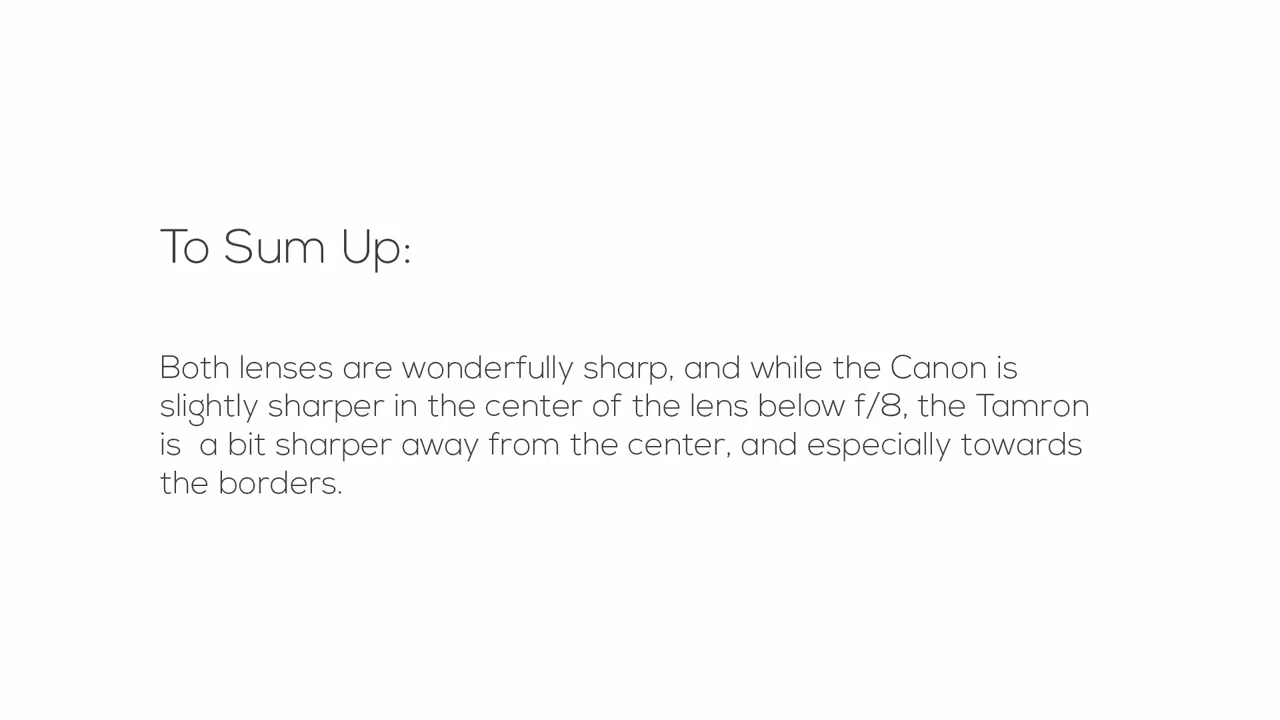 To Sum Up:
Both lenses are wonderfully sharp, and while the Canon is
slightly sharper in the center of the lens below f/8, the Tamron
is  a bit sharper away from the center, and especially towards
the borders.